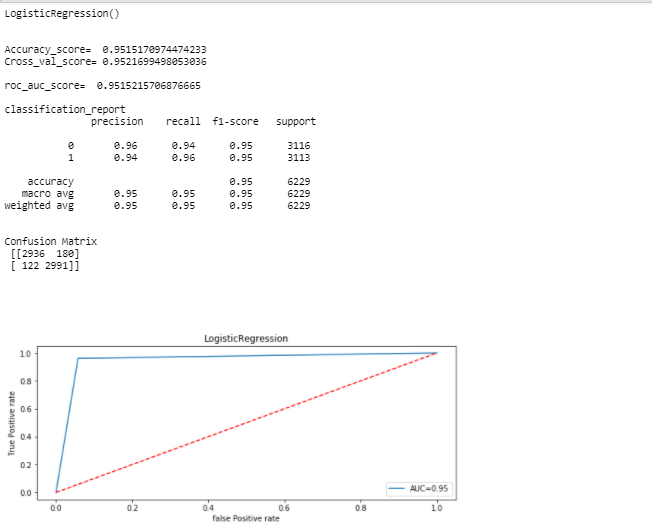 LogisticRegression()
Accuracy_score=  0.9515170974474233
Cross_val_score= 0.9521699498053036
roc_auc_score=  0.9515215706876665
classification_report
precision    recall  f1-score   support
0       0.96      0.94      0.95      3116
1       0.94      0.96      0.95      3113
accuracy                           0.95      6229
macro avg       0.95      0.95      0.95      6229
weighted avg       0.95      0.95      0.95      6229
Confusion Matrix
[[2936  180]
[ 122 2991]]
LogisticRegression
1.0
0.8
0.6
0.4
0.2
0.0
True Positive rate
AUC=0.95
0.0 0.2 0.4 0.6 0.8 1.0
false Positive rate